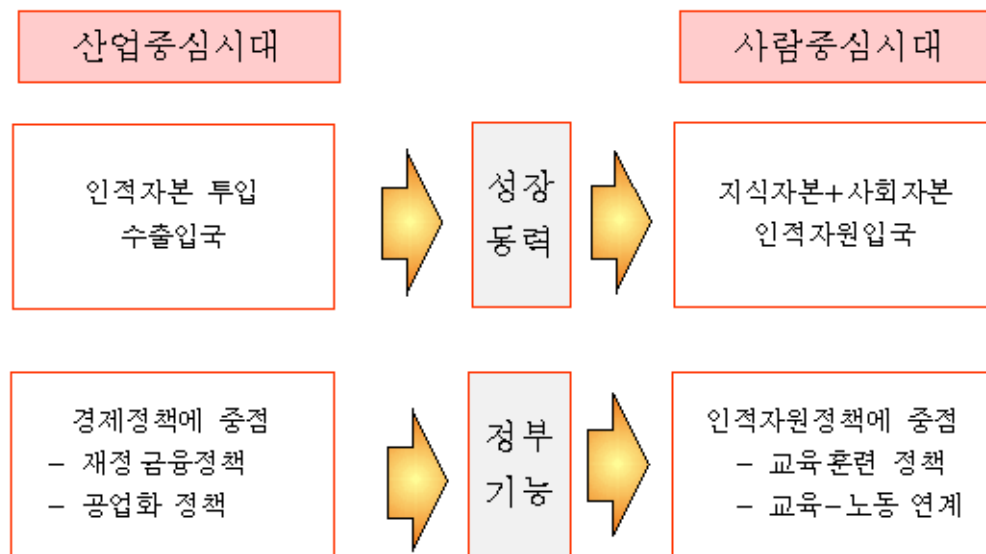 산업중심시대
사람중심시대
인적자본 투입
수출입국
성장
동력
지식자본+사회자본
인적자원입국
경제정책에 중점
- 재정금융정책
- 공업화 정책
정부
기능
인적자원정책에 중점
- 교육훈련 정책
- 교육-노동 연계